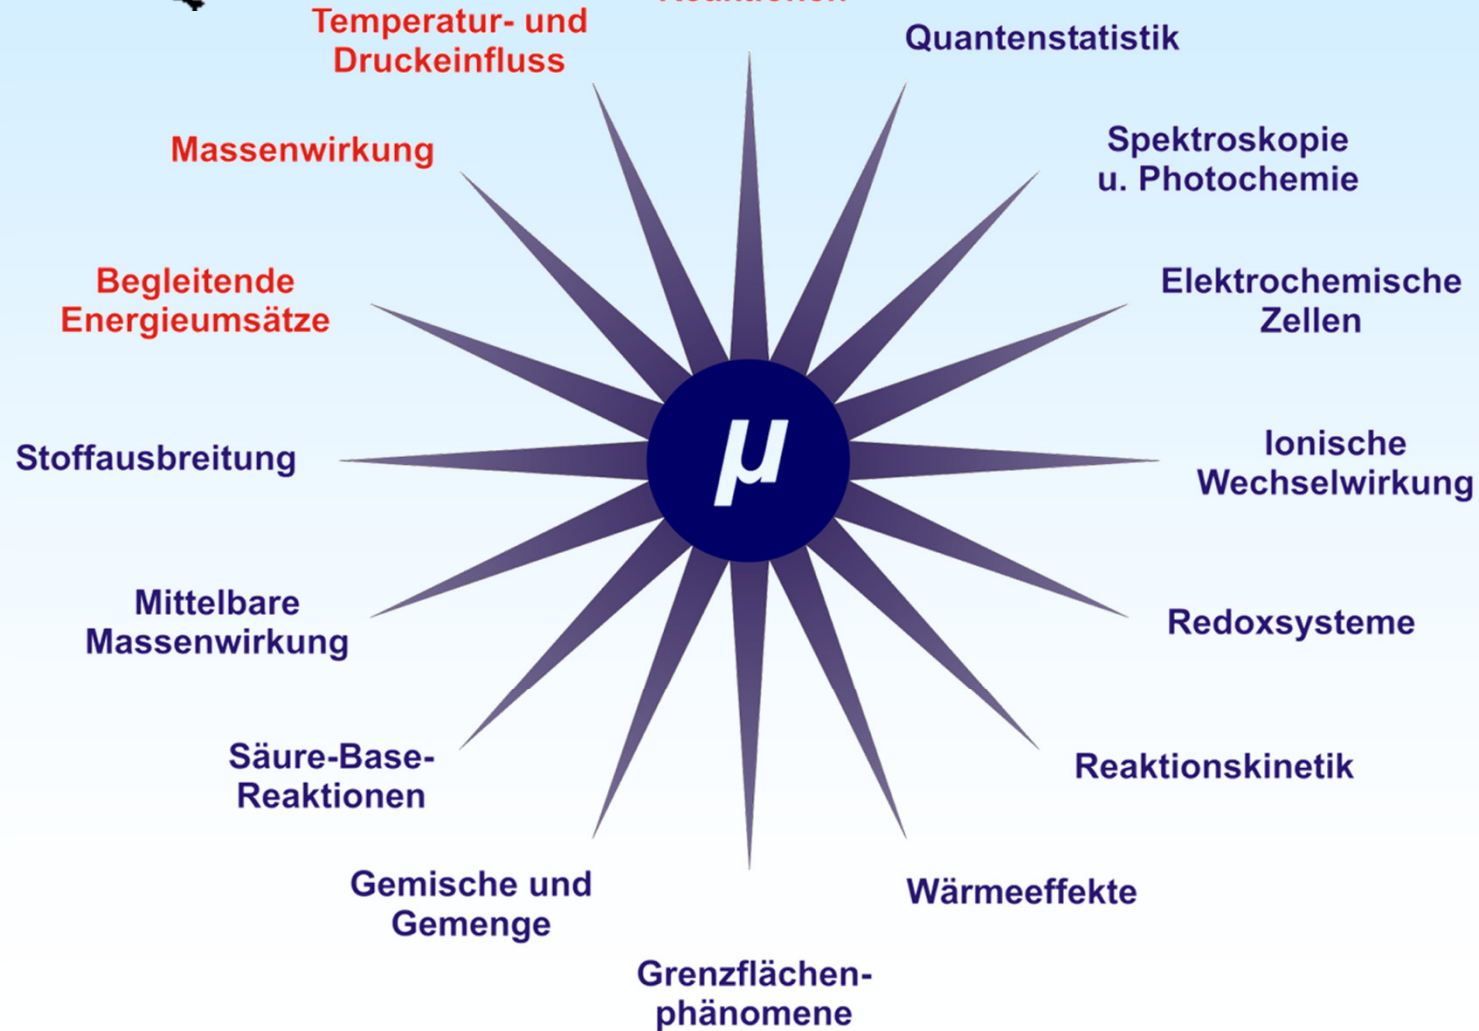 Temperatur- und
Druckeinfluss
Quantenstatistik
Massenwirkung
Spektroskopie
u. Photochemie
Begleitende
Energieumsätze
Elektrochemische
Zellen
µ
Stoffausbreitung
Ionische
Wechselwirkung
Mittelbare
Massenwirkung
Redoxsysteme
Säure-Base-
Reaktionen
Reaktionskinetik
Gemische und
Gemenge
Wärmeeffekte
Grenzflächen-
phänomene